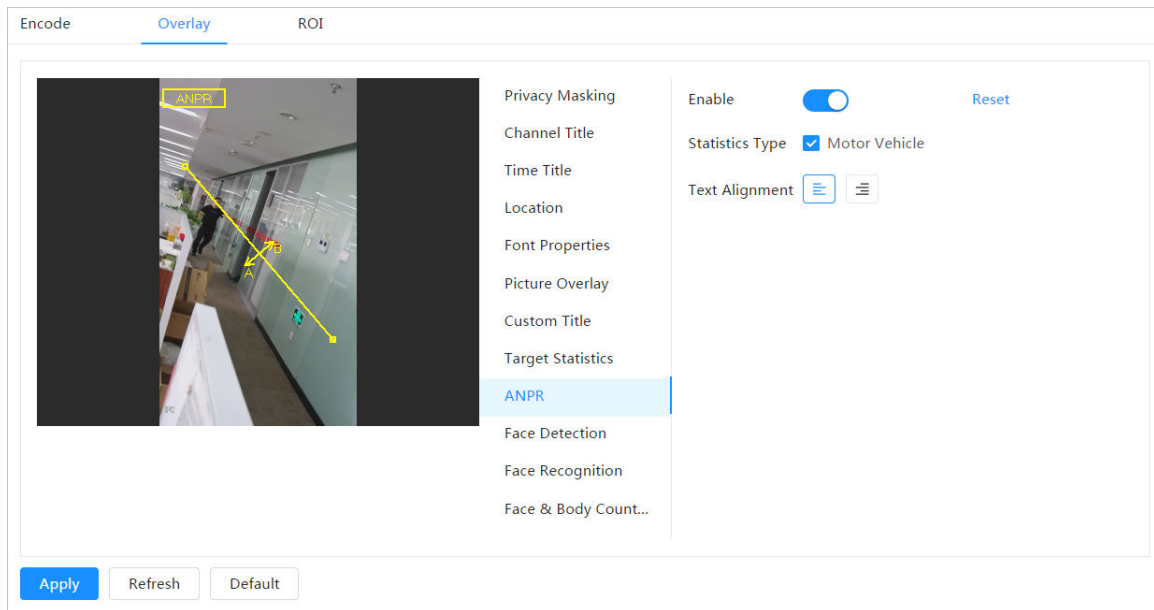 Encode Overlay ROI
ANPR
B
A
Privacy Masking
Channel Title
Time Title
Location
Font Properties
Picture Overlay
Custom Title
Target Statistics
ANPR
Face Detection
Face Recognition
Face & Body Count...
Enable Reset
Statistics Type Motor Vehicle
Text Alignment
Apply Refresh Default